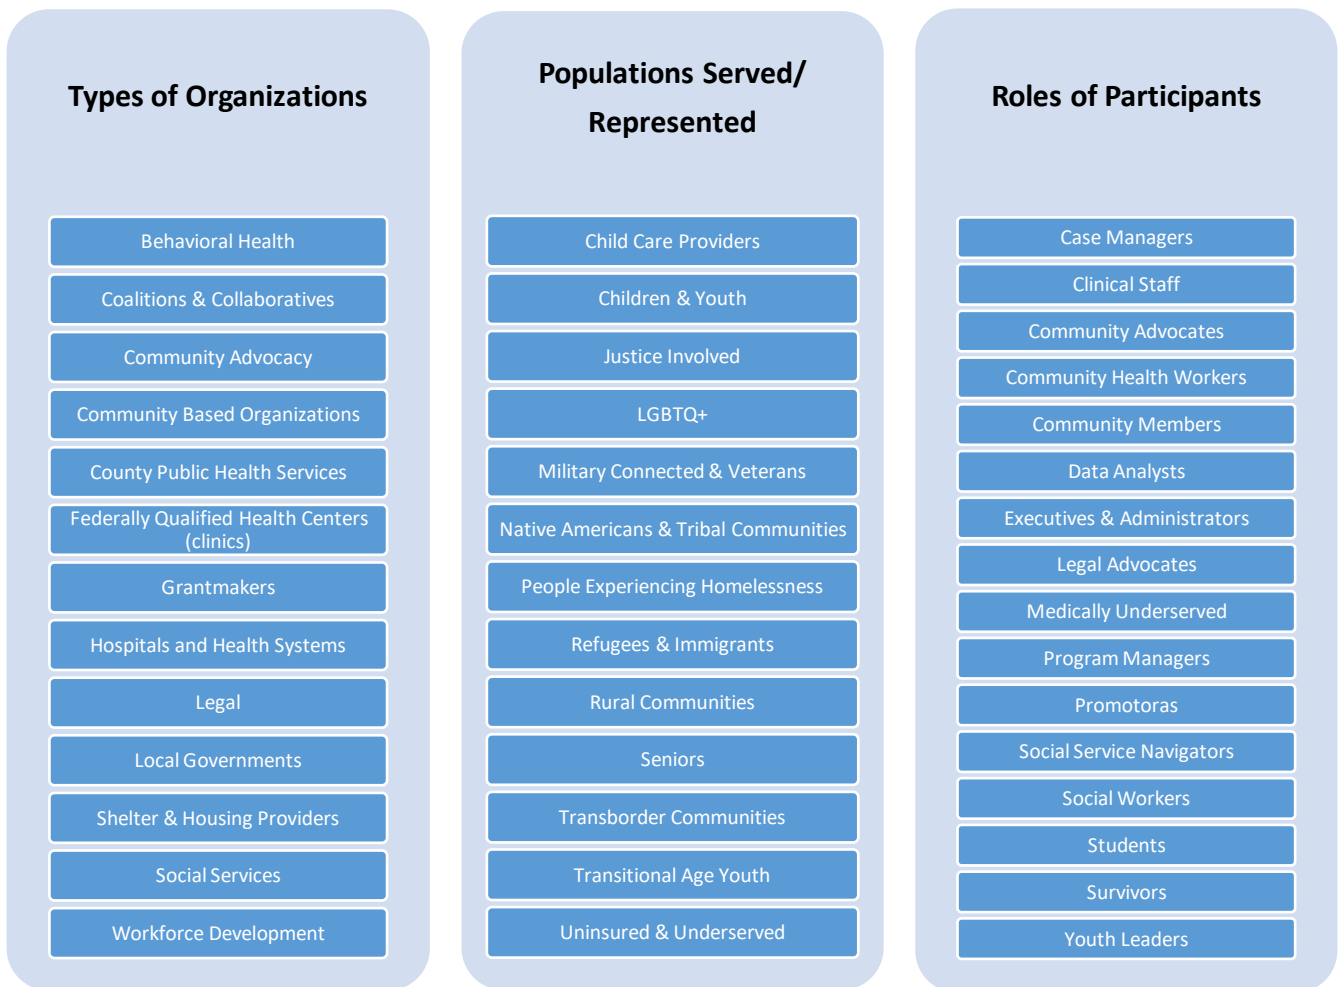 Types of Organizations
Behavioral Health
Coalitions & Collaboratives
Community Advocacy
Community Based Organizations
County Public Health Services
Federally Qualified Health Centers
(clinics)
Grantmakers
Hospitals and Health Systems
Legal
Local Governments
Shelter & Housing Providers
Social Services
Workforce Development
Populations Served/
Represented
Child Care Providers
Children & Youth
Justice Involved
LGBTQ+
Military Connected & Veterans
Native Americans & Tribal Communities
People Experiencing Homelessness
Refugees & Immigrants
Rural Communities
Seniors
Transborder Communities
Transitional Age Youth
Uninsured & Underserved
Roles of Participants
Case Managers
Clinical Staff
Community Advocates
Community Health Workers
Community Members
Data Analysts
Executives & Administrators
Legal Advocates
Medically Underserved
Program Managers
Promotoras
Social Service Navigators
Social Workers
Students
Survivors
Youth Leaders